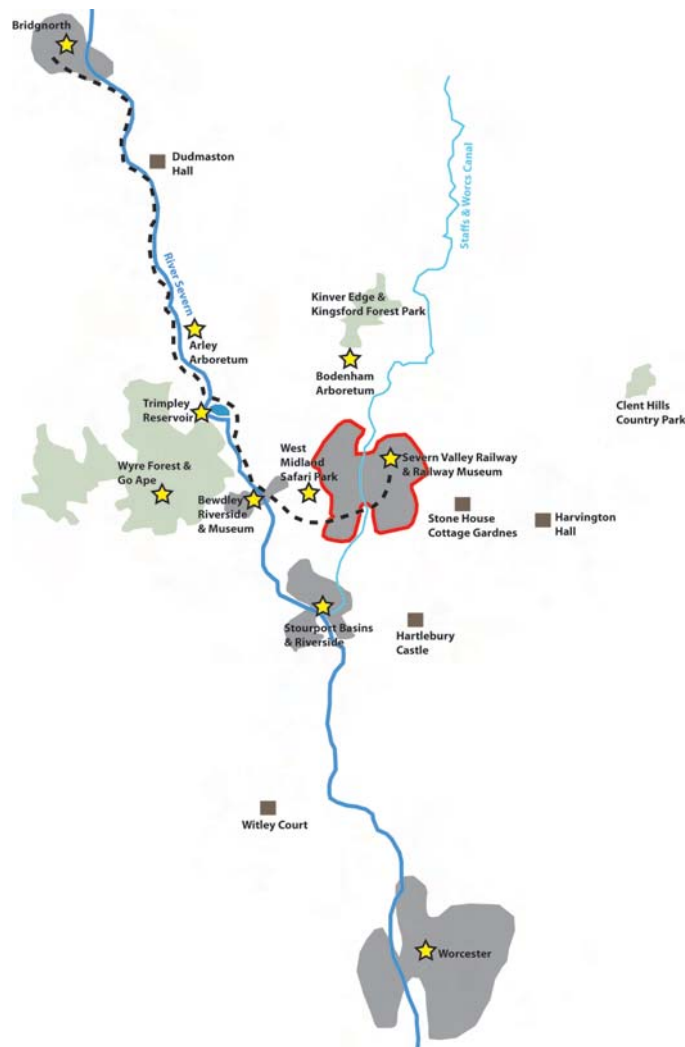 Bridgnorth
Dudmaston
Hall
Staffs & Worcs Canal
River Severn
Kinver Edge &
Kingsford Forest Park
Arley
Arboretum
Bodenham
Arboretum
Clent Hills
Country Park
Trimpley
Reservoir
West
Midland
Safari Park
Severn Valley Railway
& Railway Museum
Wyre Forest &
Go Ape
Bewdley
Riverside
& Museum
Stone House
Cottage Gardnes
Harvington
Hall
Stourport Basins
& Riverside
Hartlebury
Castle
Witley Court
Worcester